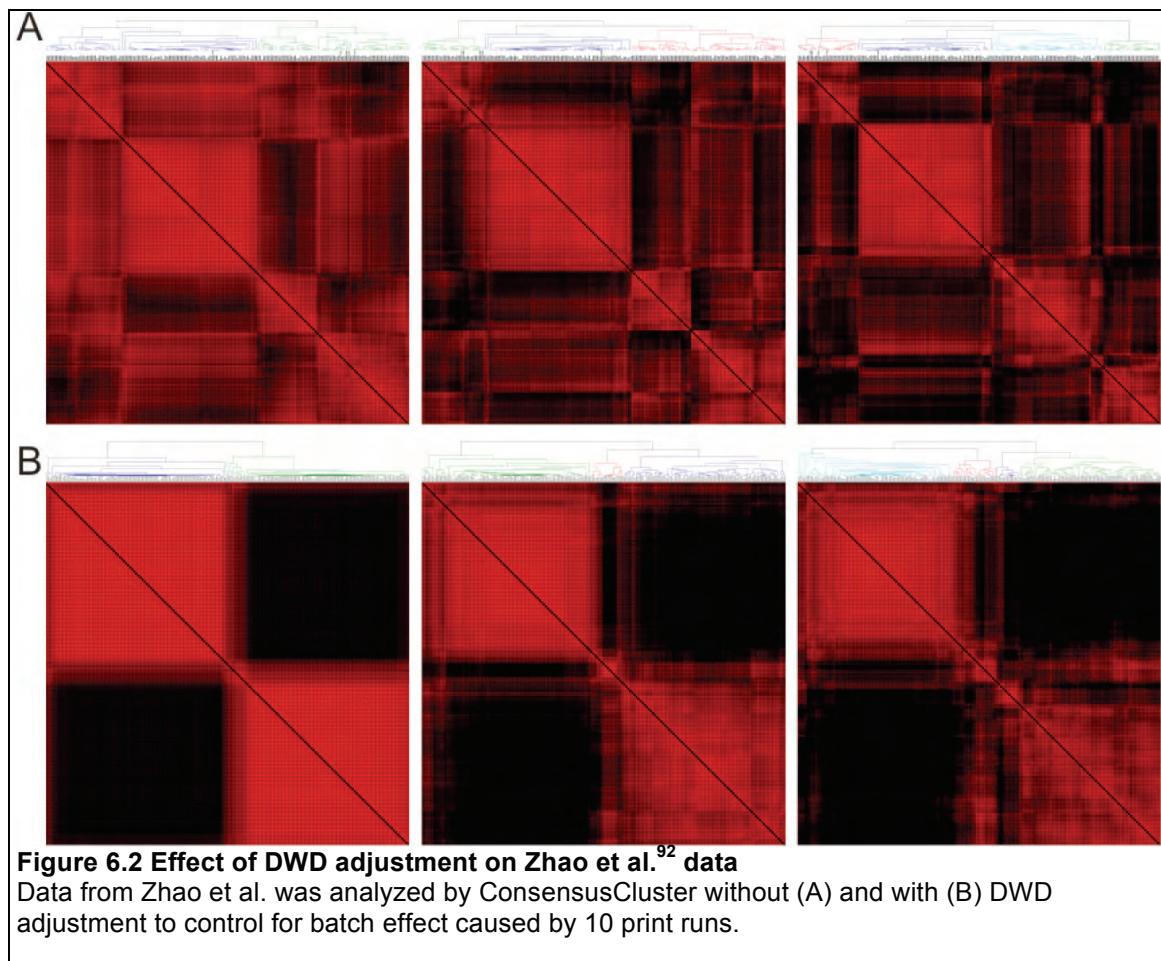 A
B
Figure 6.2 Effect of DWD adjustment on Zhao et al.92 data
Data from Zhao et al. was analyzed by ConsensusCluster without (A) and with (B) DWD
adjustment to control for batch effect caused by 10 print runs.